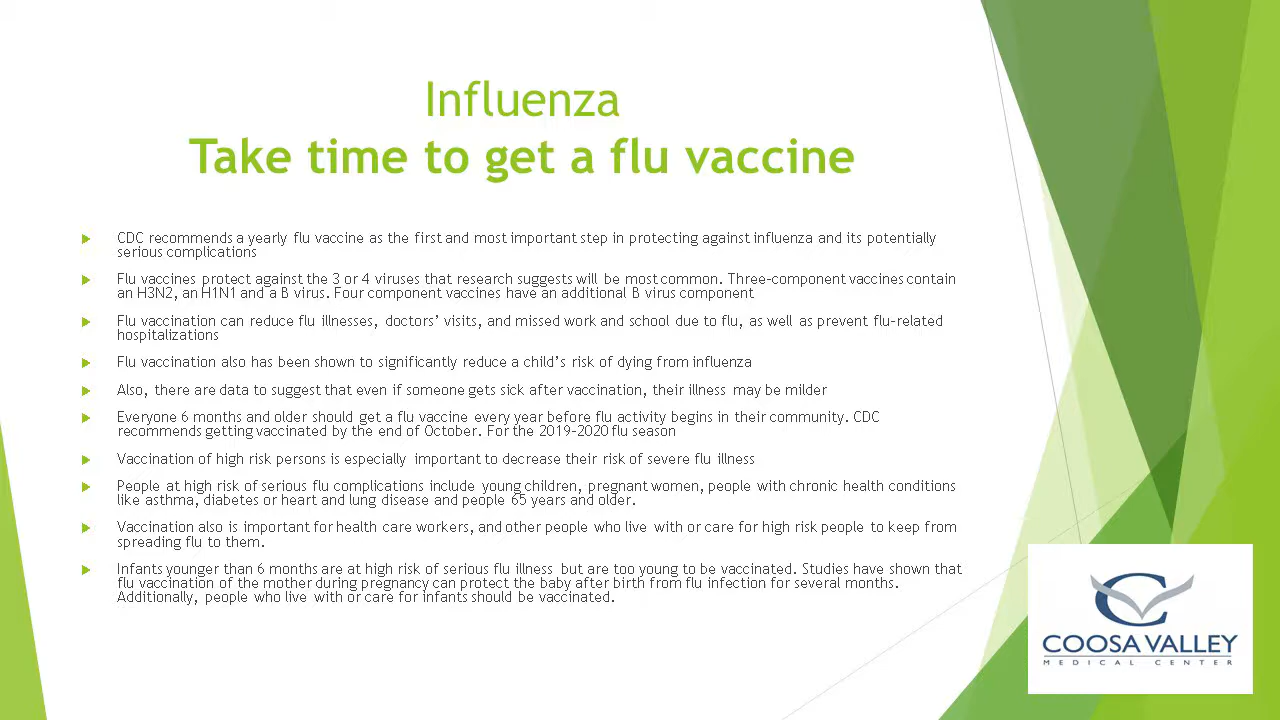 Influenza
Take time to get a flu vaccine
CDC recommends a yearly flu vaccine as the first and most important step in protecting against influenza and its potentially
serious complications
Flu vaccines protect against the 3 or 4 viruses that research suggests will be most common. Three-component vaccines contain
an H3N2, an H1N1 and a B virus. Four component vaccines have an additional B virus component
Flu vaccination can reduce flu illnesses, doctors’ visits, and missed work and school due to flu, as well as prevent flu-related
hospitalizations
Flu vaccination also has been shown to significantly reduce a child’s risk of dying from influenza
Also, there are data to suggest that even if someone gets sick after vaccination, their illness may be milder
Everyone 6 months and older should get a flu vaccine every year before flu activity begins in their community. CDC
recommends getting vaccinated by the end of October. For the 2019-2020 flu season
Vaccination of high risk persons is especially important to decrease their risk of severe flu illness
People at high risk of serious flu complications include young children, pregnant women, people with chronic health conditions
like asthma, diabetes or heart and lung disease and people 65 years and older.
Vaccination also is important for health care workers, and other people who live with or care for high risk people to keep from
spreading flu to them.
Infants younger than 6 months are at high risk of serious flu illness but are too young to be vaccinated. Studies have shown that
flu vaccination of the mother during pregnancy can protect the baby after birth from flu infection for several months.
Additionally, people who live with or care for infants should be vaccinated.
COOSA VALLEY
MEDICAL CENTER